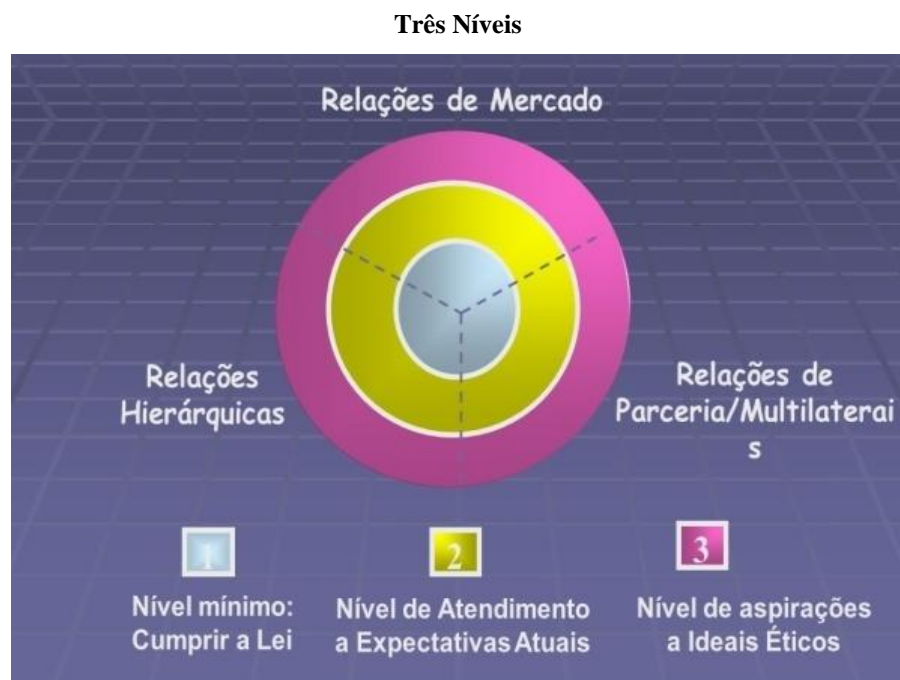 Três Níveis
Relações de Mercado
Relações
Hierárquicas
Relações de
Parceria/Multilaterai
s
1
2
3
Nível mínimo:
Cumprir a Lei
Nível de Atendimento
a Expectativas Atuais
Nível de aspirações
a Ideais Éticos